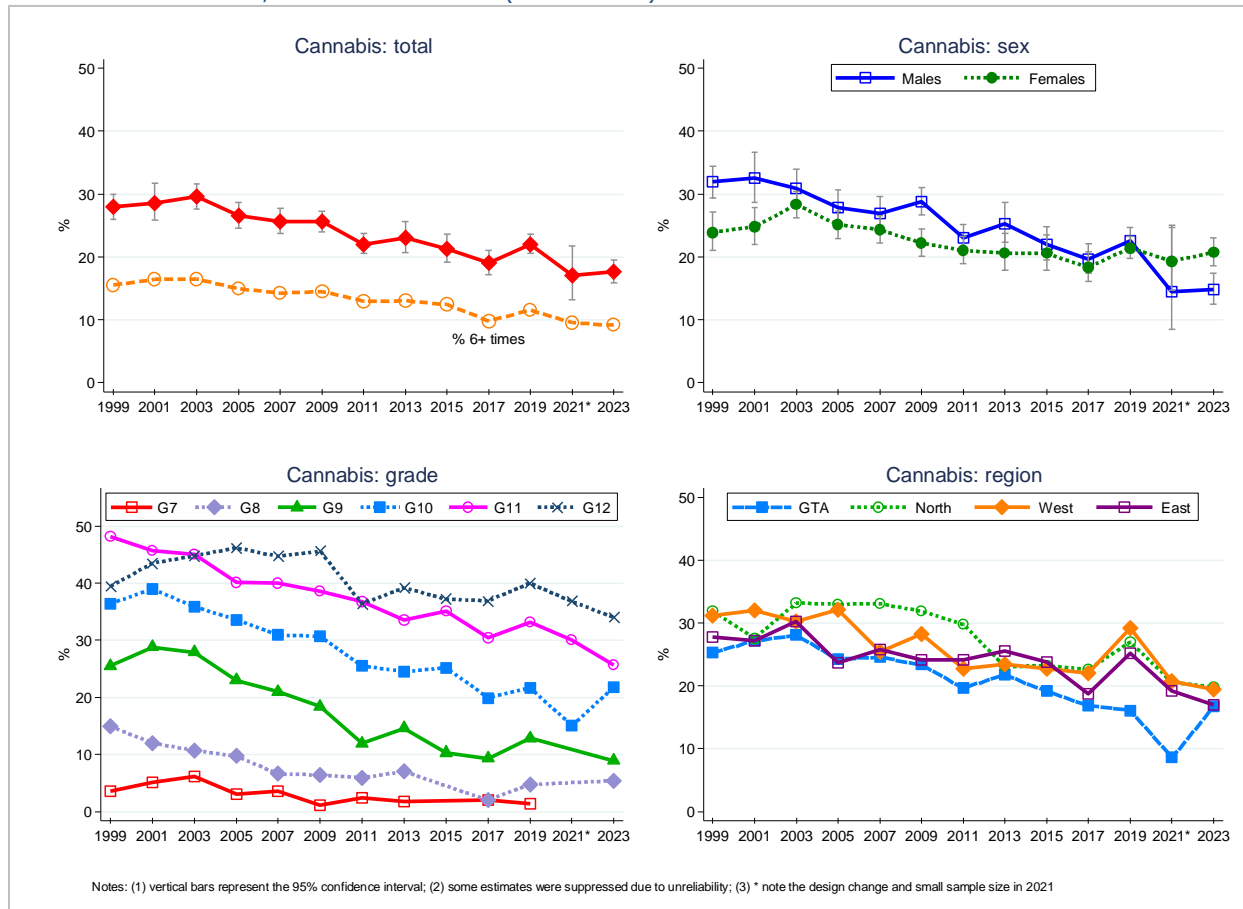 Cannabis: total
50
40
30
20
10
0
%
% 6+ times
1999 2001 2003 2005 2007 2009 2011 2013 2015 2017 2019 2021* 2023
Cannabis: sex
Males Females
50
40
30
20
10
0
%
1999 2001 2003 2005 2007 2009 2011 2013 2015 2017 2019 2021* 2023
Cannabis: grade
G7 G8 G9 G10 G11 G12
50
40
30
20
10
0
%
1999 2001 2003 2005 2007 2009 2011 2013 2015 2017 2019 2021* 2023
Cannabis: region
GTA North West East
50
40
30
20
10
0
%
1999 2001 2003 2005 2007 2009 2011 2013 2015 2017 2019 2021* 2023
Notes: (1) vertical bars represent the 95% confidence interval; (2) some estimates were suppressed due to unreliability; (3) * note the design change and small sample size in 2021